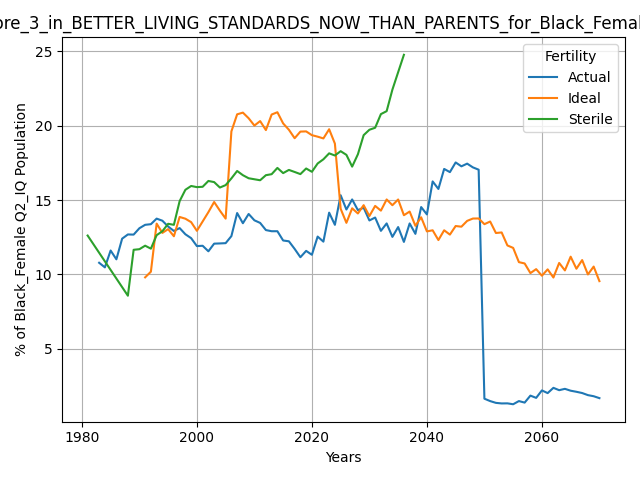 ore_3_in_BETTER_LIVING_STANDARDS_NOW_THAN_PARENTS_for_Black_Female
Fertility
Actual
Ideal
Sterile
% of Black_Female Q2_IQ Population
25
20
15
10
5
1980 2000 2020 2040 2060
Years